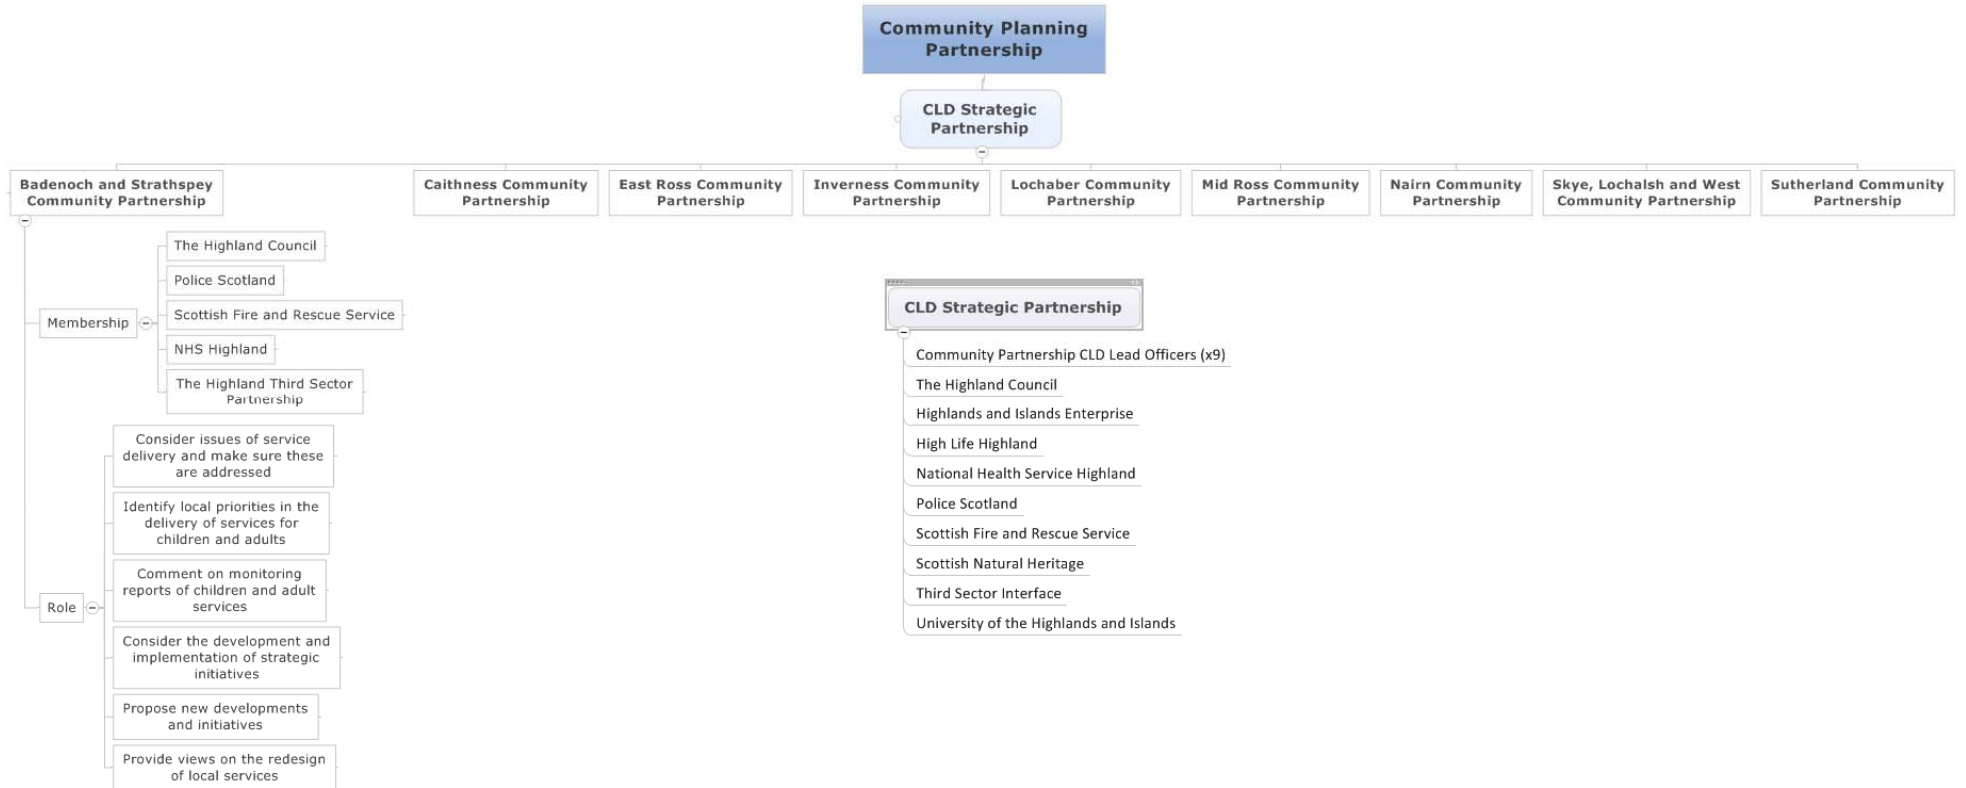 Community Planning
Partnership
CLD Strategic
Partnership
Badenoch and Strathspey
Community Partnership
Caithness Community
Partnership
East Ross Community
Partnership
Inverness Community
Partnership
Lochaber Community
Partnership
Mid Ross Community
Partnership
Nairn Community
Partnership
Skye, Lochalsh and West
Community Partnership
Sutherland Community
Partnership
Membership
The Highland Council
Police Scotland
Scottish Fire and Rescue Service
NHS Highland
The Highland Third Sector
Partnership
Role
Consider issues of service
delivery and make sure these
are addressed
Identify local priorities in the
delivery of services for
children and adults
Comment on monitoring
reports of children and adult
services
Consider the development and
implementation of strategic
initiatives
Propose new developments
and initiatives
Provide views on the redesign
of local services
CLD Strategic Partnership
Community Partnership CLD Lead Officers (x9)
The Highland Council
Highlands and Islands Enterprise
High Life Highland
National Health Service Highland
Police Scotland
Scottish Fire and Rescue Service
Scottish Natural Heritage
Third Sector Interface
University of the Highlands and Islands